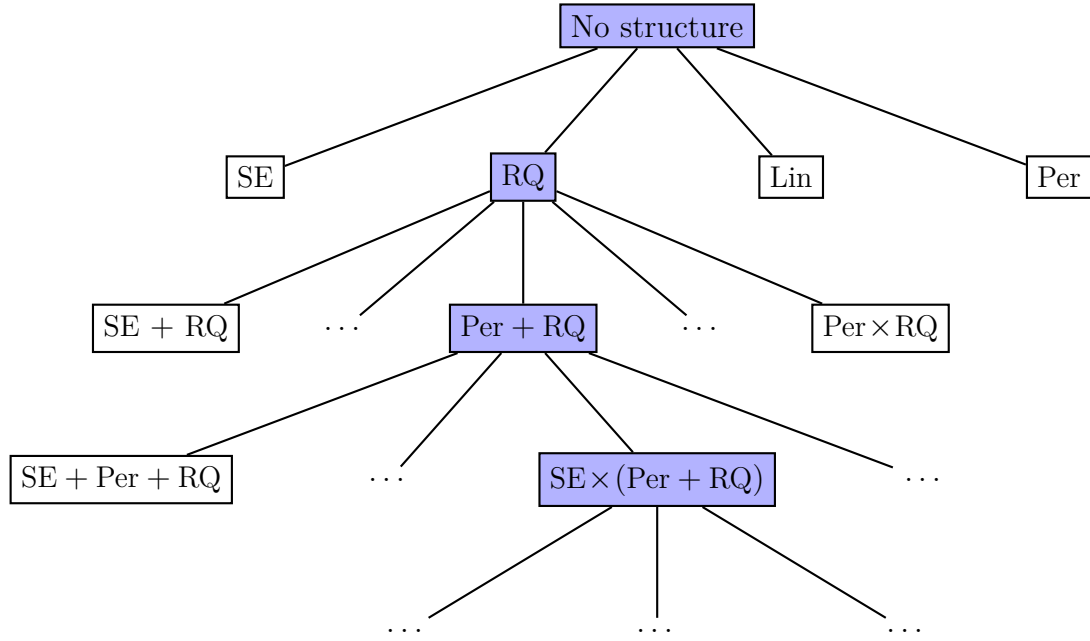 No structure
SE
RQ
Lin
Per
SE + RQ
...
Per + RQ
...
Per × RQ
SE + Per + RQ
...
SE × (Per + RQ)
...
...
...
...